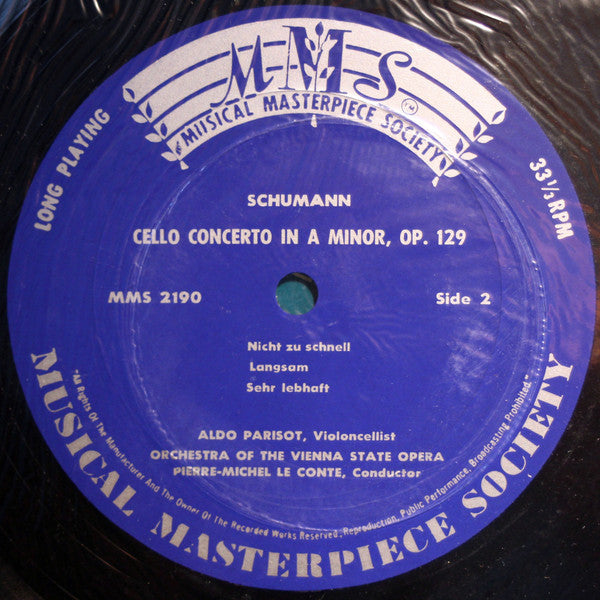 MMS
TM
MUSICAL MASTERPIECE SOCIETY
LONG PLAYING
33 1/3 RPM
SCHUMANN
CELLO CONCERTO IN A MINOR, OP. 129
MMS 2190
Side 2
Nicht zu schnell
Langsam
Sehr lebhaft
ALDO PARISOT, Violoncellist
ORCHESTRA OF THE VIENNA STATE OPERA
PIERRE-MICHEL LE CONTE, Conductor
"All Rights Of The Manufacturer And The Owner Of The Recorded Works Reserved, Reproduction, Public Performance, Broadcasting Prohibited."
MUSICAL MASTERPIECE SOCIETY